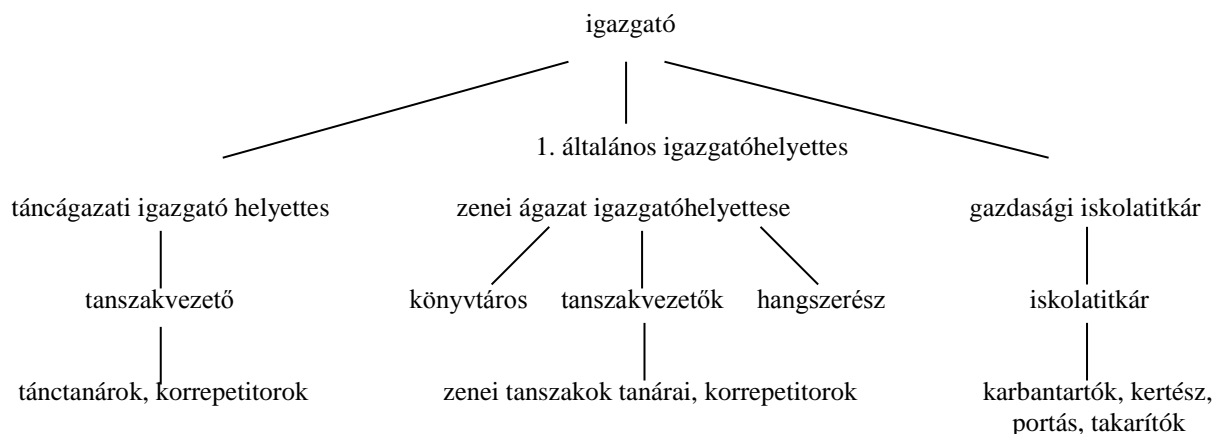 igazgató
1. általános igazgatóhelyettes
táncágazati igazgató helyettes
zenei ágazat igazgatóhelyettese
gazdasági iskolatitkár
tanszakvezető
könyvtáros
tanszakvezetők
hangszerész
iskolatitkár
tánctanárok, korrepetitorok
zenei tanszakok tanárai, korrepetitorok
karbantartók, kertész,
portás, takarítók